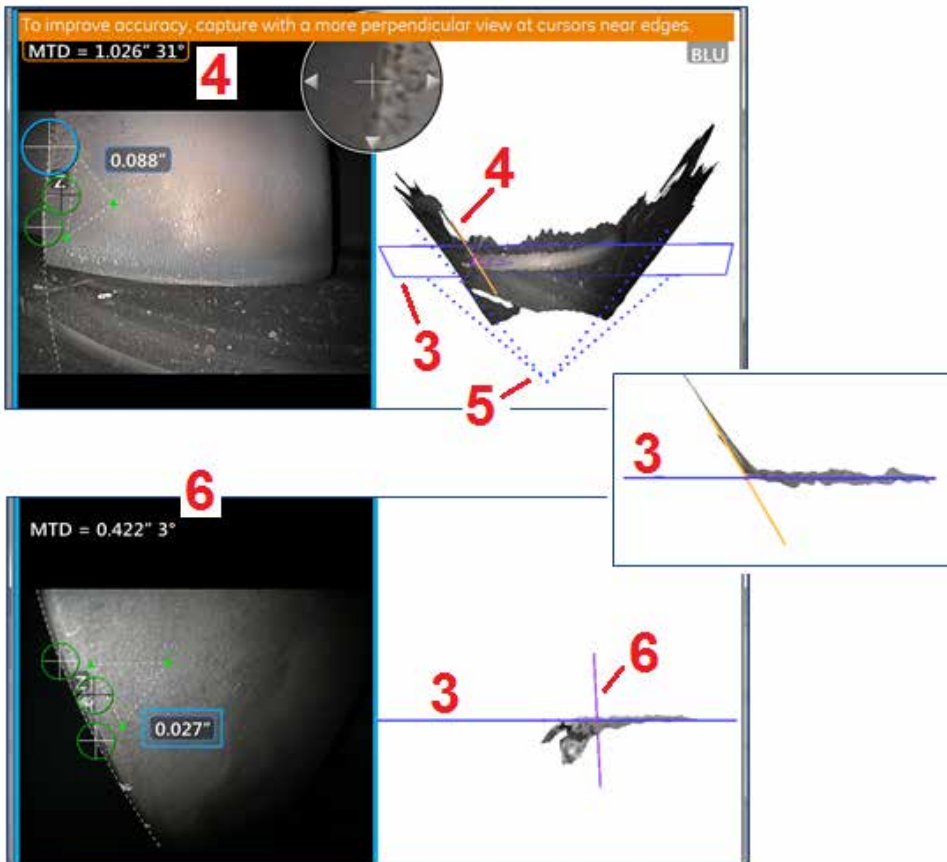 To improve accuracy, capture with a more perpendicular view at cursors near edges.
MTD = 1.026" 31°
4
BLU
Z
0.088"
4
3
5
3
6
MTD = 0.422" 3°
3
6
Z
0.027"